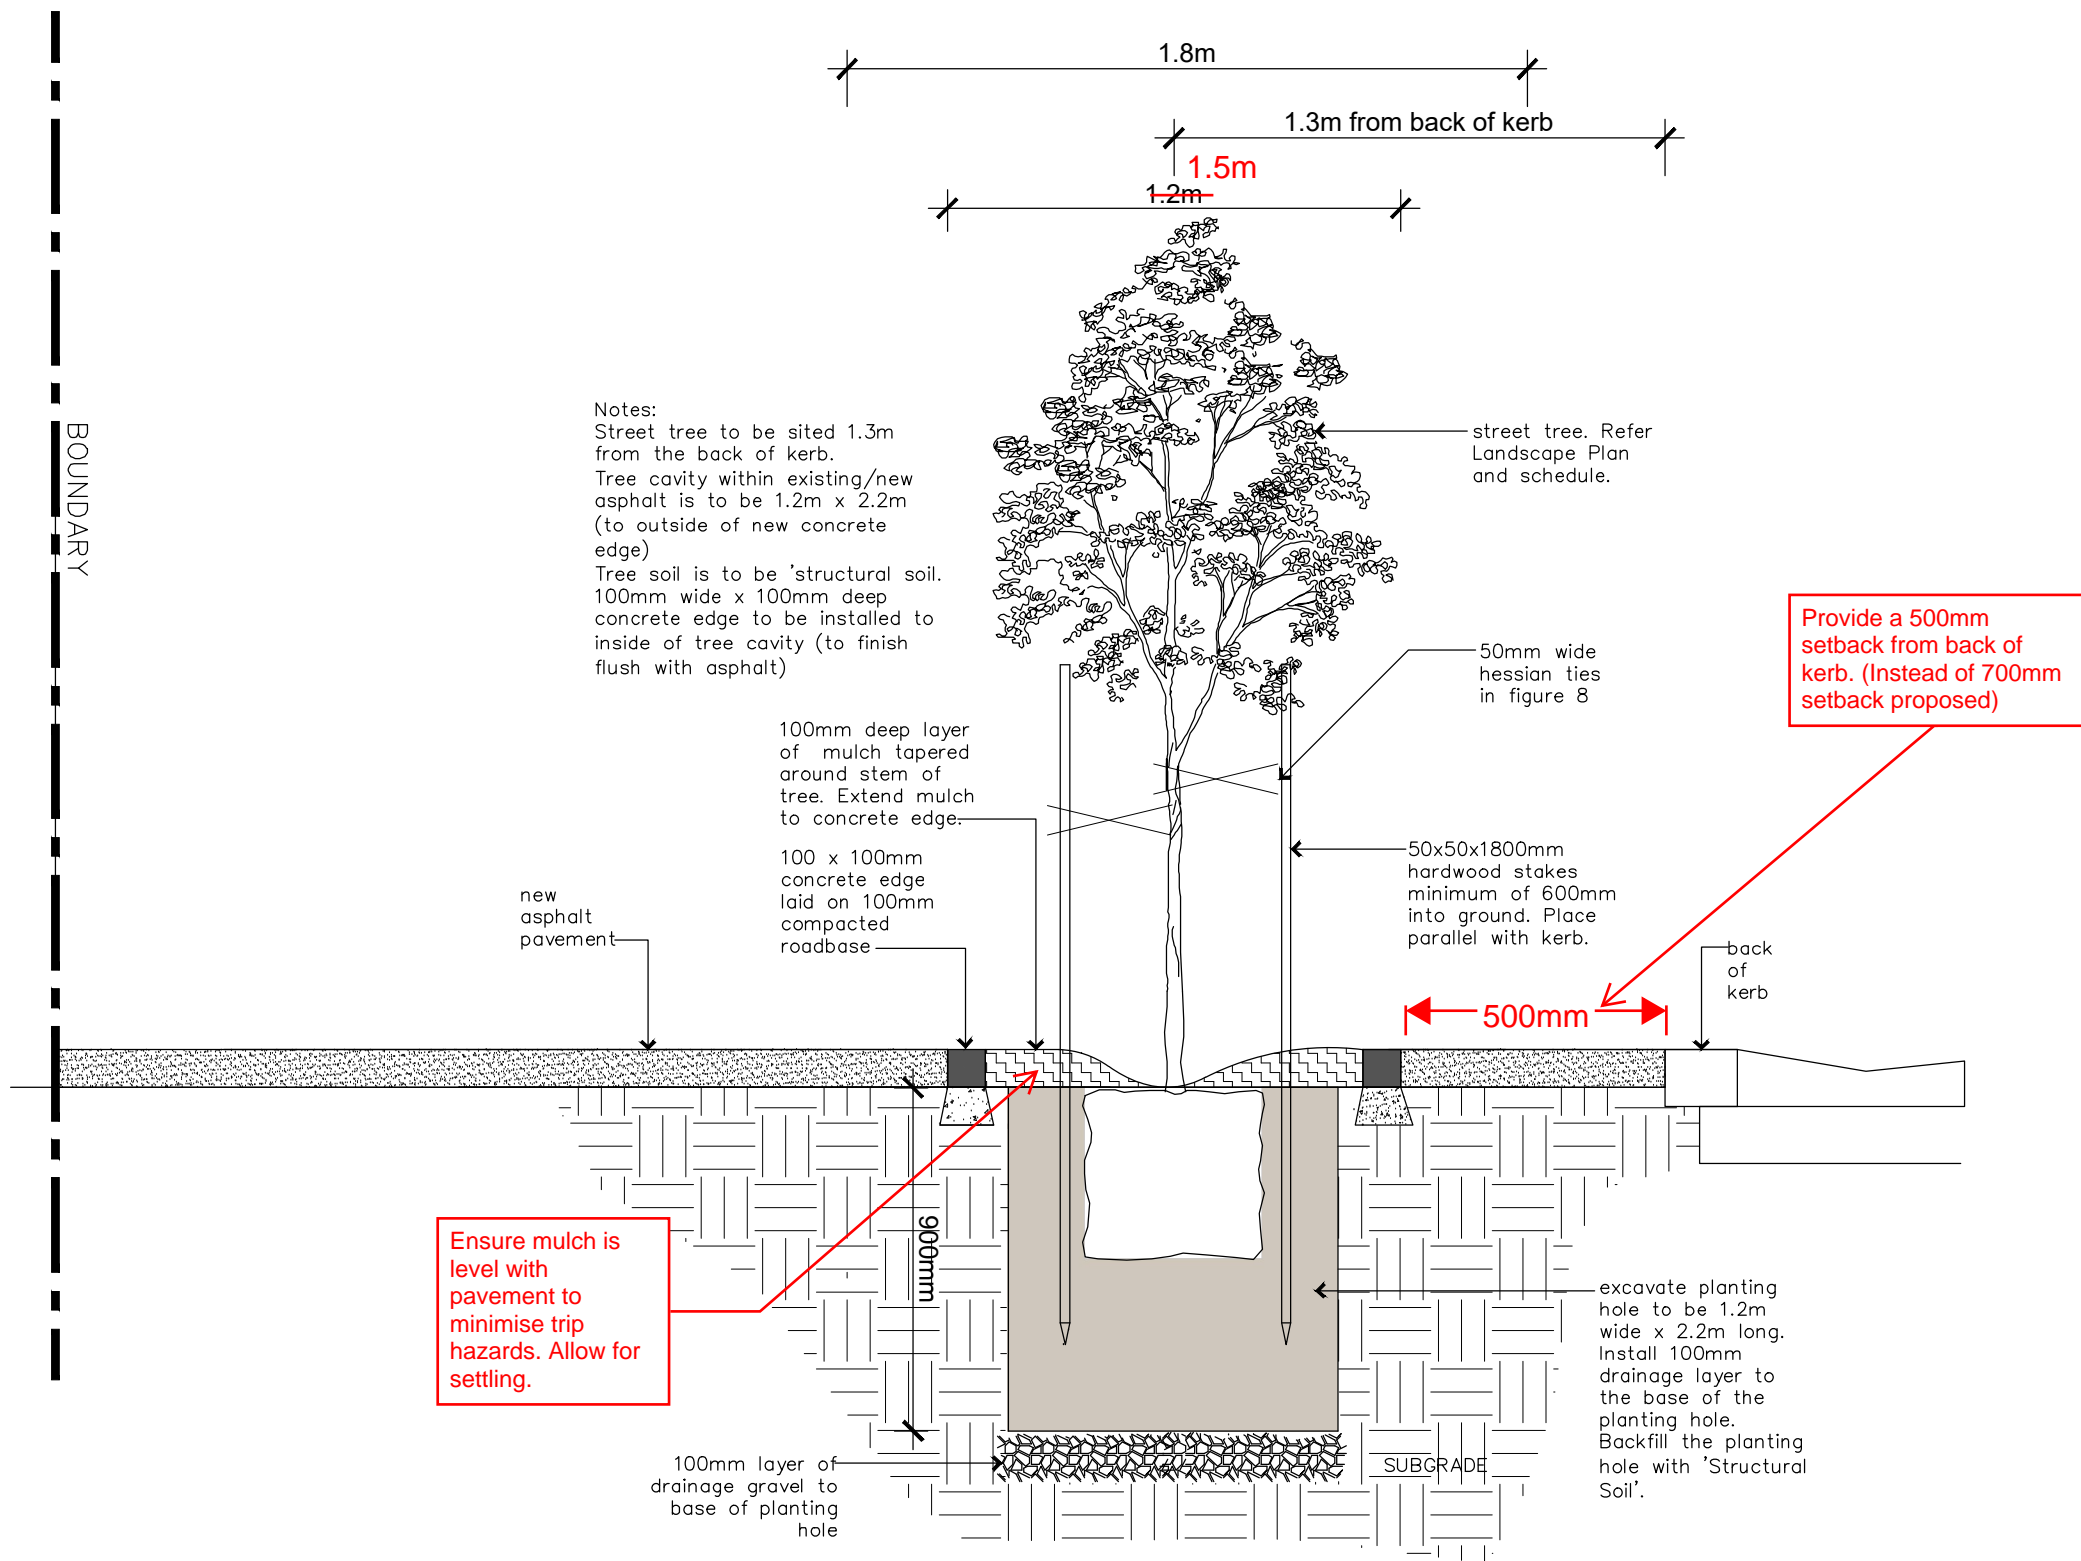 1.8m
1.3m from back of kerb
1.5m
1.2m
BOUNDARY
Notes:
Street tree to be sited 1.3m
from the back of kerb.
Tree cavity within existing/new
asphalt is to be 1.2m x 2.2m
(to outside of new concrete
edge)
Tree soil is to be 'structural soil.
100mm wide x 100mm deep
concrete edge to be installed to
inside of tree cavity (to finish
flush with asphalt)
street tree. Refer
Landscape Plan
and schedule.
Provide a 500mm
setback from back of
kerb. (Instead of 700mm
setback proposed)
50mm wide
hessian ties
in figure 8
100mm deep layer
of mulch tapered
around stem of
tree. Extend mulch
to concrete edge.
100 x 100mm
concrete edge
laid on 100mm
compacted
roadbase
new
asphalt
pavement
50x50x1800mm
hardwood stakes
minimum of 600mm
into ground. Place
parallel with kerb.
back
of
kerb
500mm
900mm
Ensure mulch is
level with
pavement to
minimise trip
hazards. Allow for
settling.
excavate planting
hole to be 1.2m
wide x 2.2m long.
Install 100mm
drainage layer to
the base of the
planting hole.
Backfill the planting
hole with 'Structural
Soil'.
100mm layer of
drainage gravel to
base of planting
hole
SUBGRADE